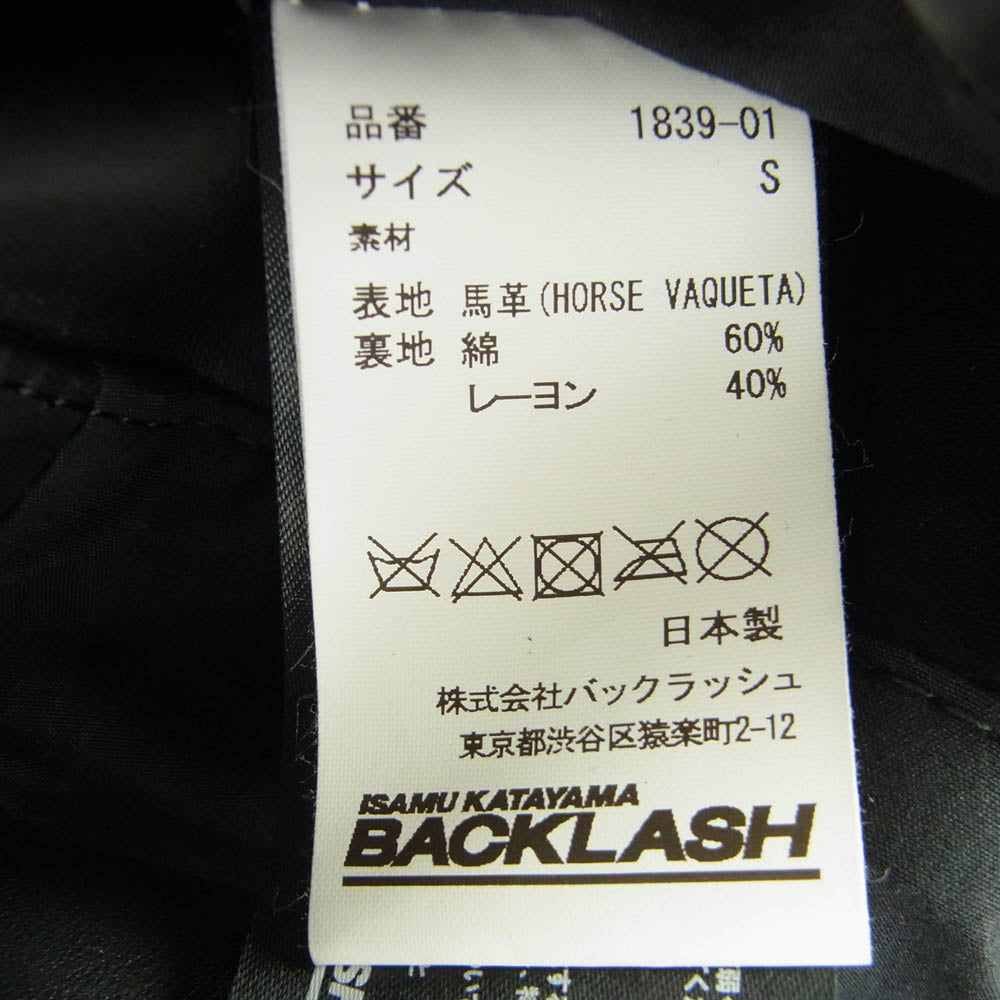 品番 1839-01
サイズ S
素材
表地 馬革(HORSE VAQUETA)
裏地 綿 60%
レーヨン 40%
日本製
株式会社バックラッシュ
東京都渋谷区猿楽町2-12
ISAMU KATAYAMA
BACKLASH